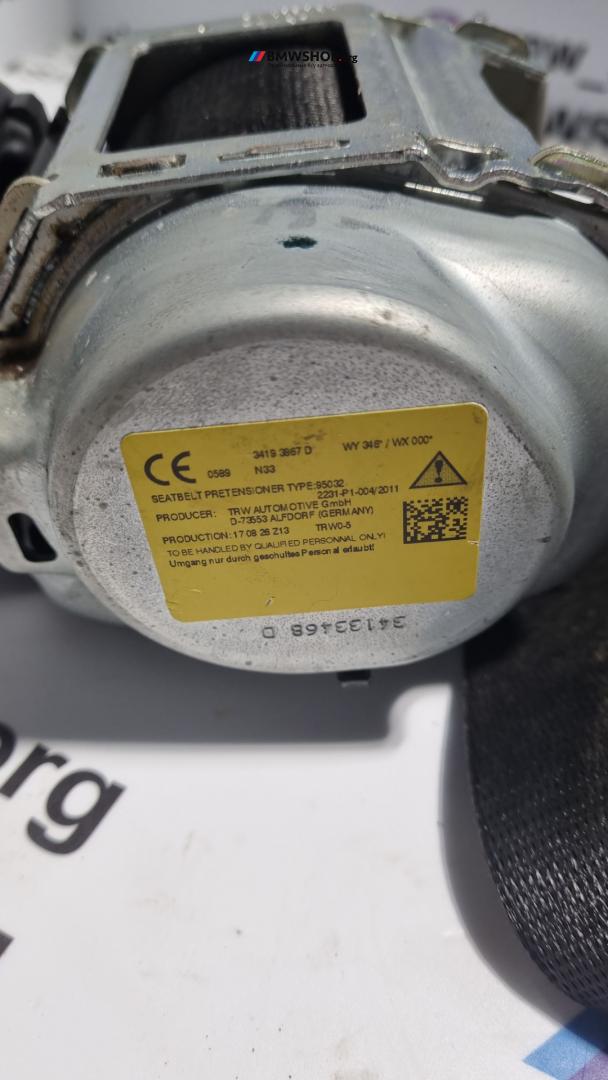 BMWSHOP.org
CE 0589
3419 3867 D WY 346* / WX 000*
N33
SEATBELT PRETENSIONER TYPE:95032
2231-P1-004/2011
PRODUCER: TRW AUTOMOTIVE GmbH
D-73553 ALFDORF (GERMANY)
PRODUCTION:17 08 26 Z13 TRW0-5
TO BE HANDLED BY QUALIFIED PERSONNAL ONLY!
Umgang nur durch geschultes Personal erlaubt!
34133468 D
org